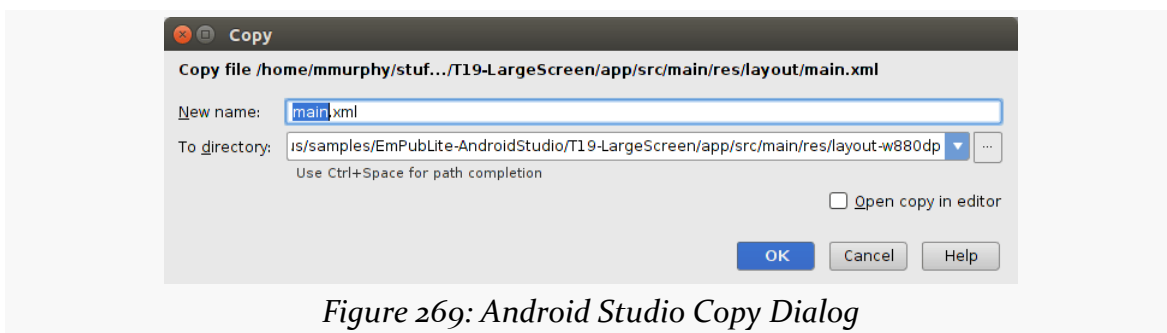 Copy
Copy file /home/mmurphy/stuf.../T19-LargeScreen/app/src/main/res/layout/main.xml
New name: main.xml
To directory: us/samples/EmPubLite-AndroidStudio/T19-LargeScreen/app/src/main/res/layout-w880dp ...
Use Ctrl+Space for path completion
Open copy in editor
OK Cancel Help
Figure 269: Android Studio Copy Dialog